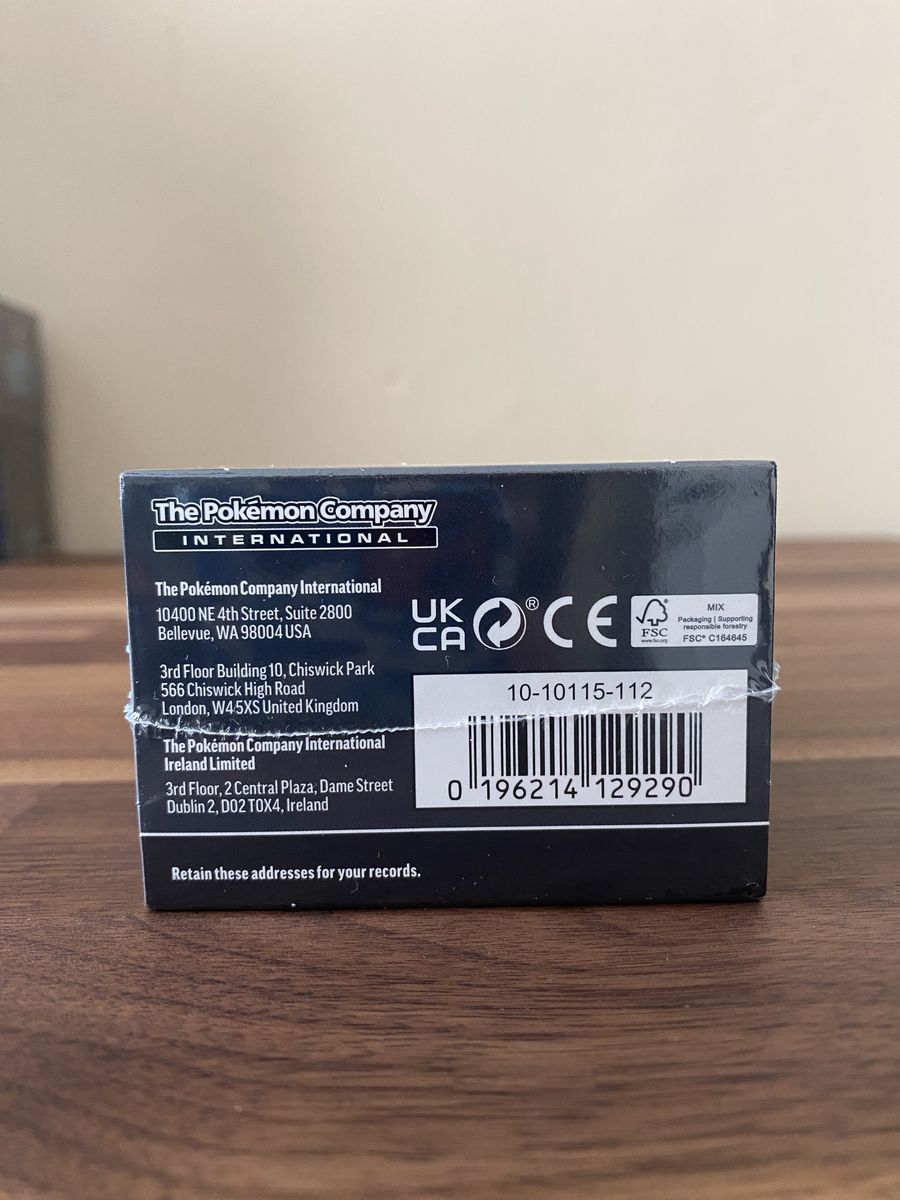 The Pokémon Company
INTERNATIONAL
The Pokémon Company International
10400 NE 4th Street, Suite 2800
Bellevue, WA 98004 USA
3rd Floor Building 10, Chiswick Park
566 Chiswick High Road
London, W4 5XS United Kingdom
The Pokémon Company International
Ireland Limited
3rd Floor, 2 Central Plaza, Dame Street
Dublin 2, D02 T0X4, Ireland
Retain these addresses for your records.
UK
CA
®
CE
FSC
www.fsc.org
MIX
Packaging | Supporting
responsible forestry
FSC® C164645
10-10115-112
0 196214 129290